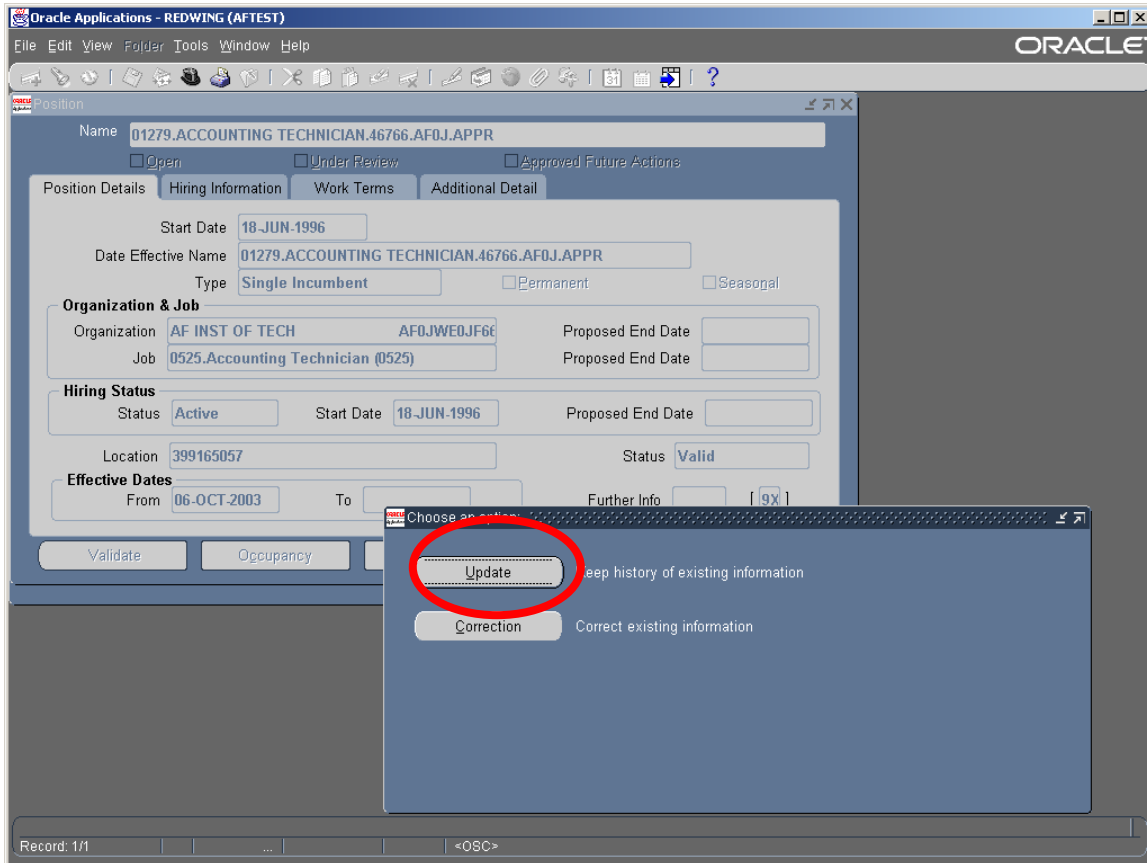 Oracle Applications - REDWING (AFTEST)
File Edit View Folder Tools Window Help
ORACLE
Position
Name 01279.ACCOUNTING TECHNICIAN.46766.AF0J.APPR
Open Under Review Approved Future Actions
Position Details Hiring Information Work Terms Additional Detail
Start Date 18-JUN-1996
Date Effective Name 01279.ACCOUNTING TECHNICIAN.46766.AF0J.APPR
Type Single Incumbent Permanent Seasonal
Organization & Job
Organization AF INST OF TECH AF0JWE0JF66 Proposed End Date
Job 0525.Accounting Technician (0525) Proposed End Date
Hiring Status
Status Active Start Date 18-JUN-1996 Proposed End Date
Location 399165057 Status Valid
Effective Dates
From 06-OCT-2003 To Further Info [ 9X ]
Choose an option:
Validate Occupancy
Update eep history of existing information
Correction Correct existing information
Record: 1/1 ... <OSC>